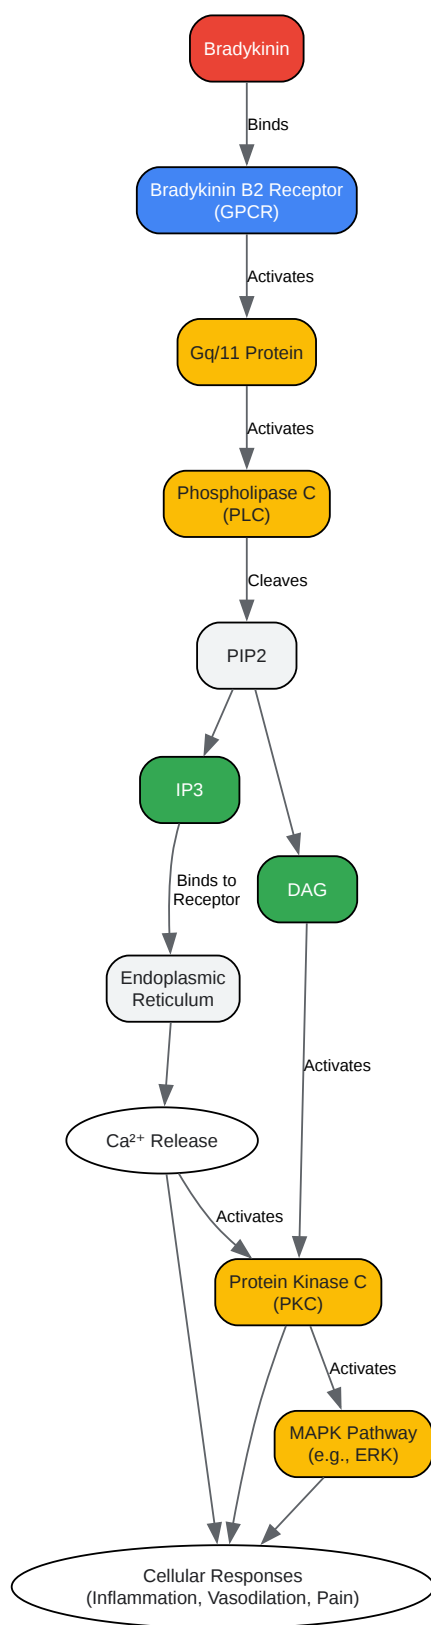 Bradykinin
Binds
Bradykinin B2 Receptor
(GPCR)
Activates
Gq/11 Protein
Activates
Phospholipase C
(PLC)
Cleaves
PIP2
IP3
DAG
Binds to
Receptor
Endoplasmic
Reticulum
Activates
Ca²⁺ Release
Activates
Protein Kinase C
(PKC)
Activates
MAPK Pathway
(e.g., ERK)
Cellular Responses
(Inflammation, Vasodilation, Pain)